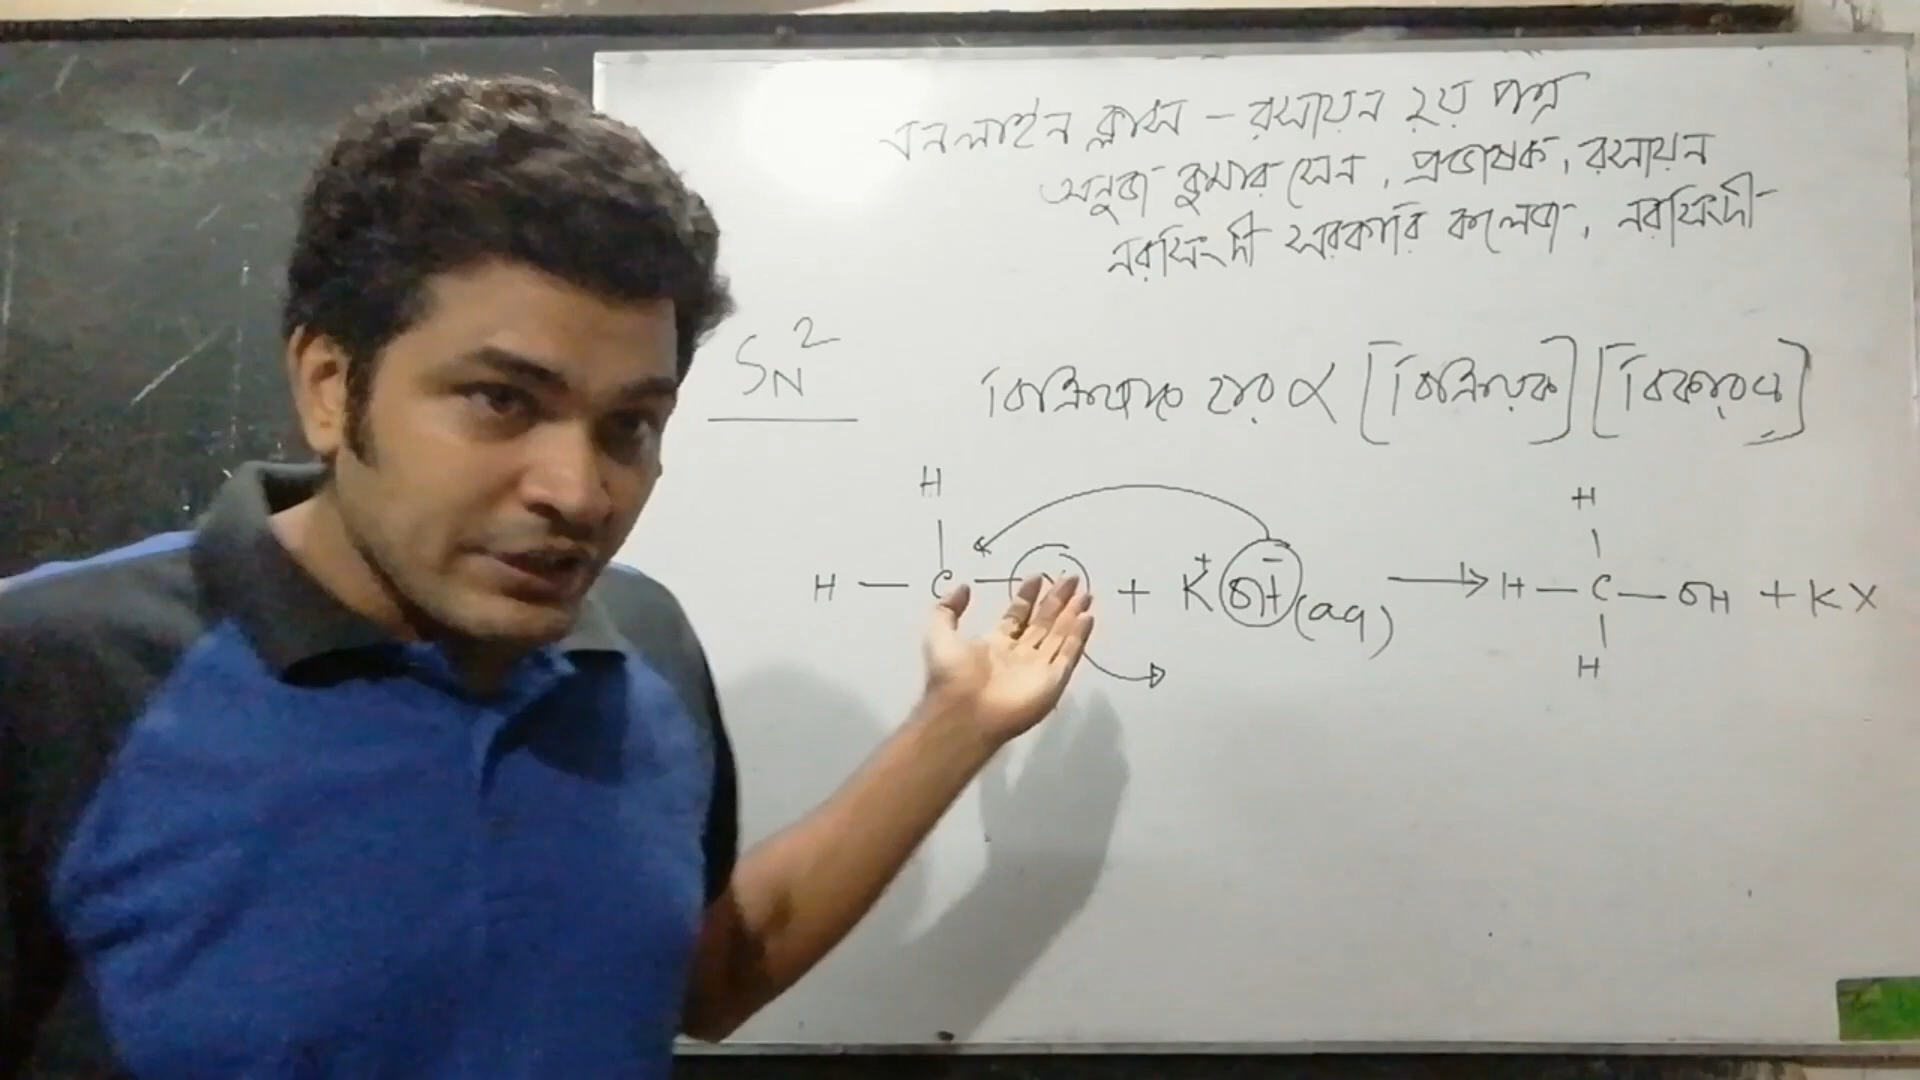 অনলাইন ক্লাস - রসায়ন ২য় পত্র
অনুজ কুমার সেন, প্রভাষক, রসায়ন
নরসিংদী সরকারি কলেজ, নরসিংদী
SN²
বিক্রিয়ার হার ∝ [বিক্রিয়ক] [বিকারক]
H H
H — C — + K⁺ OH⁻ (aq) → H — C — OH + KX
H